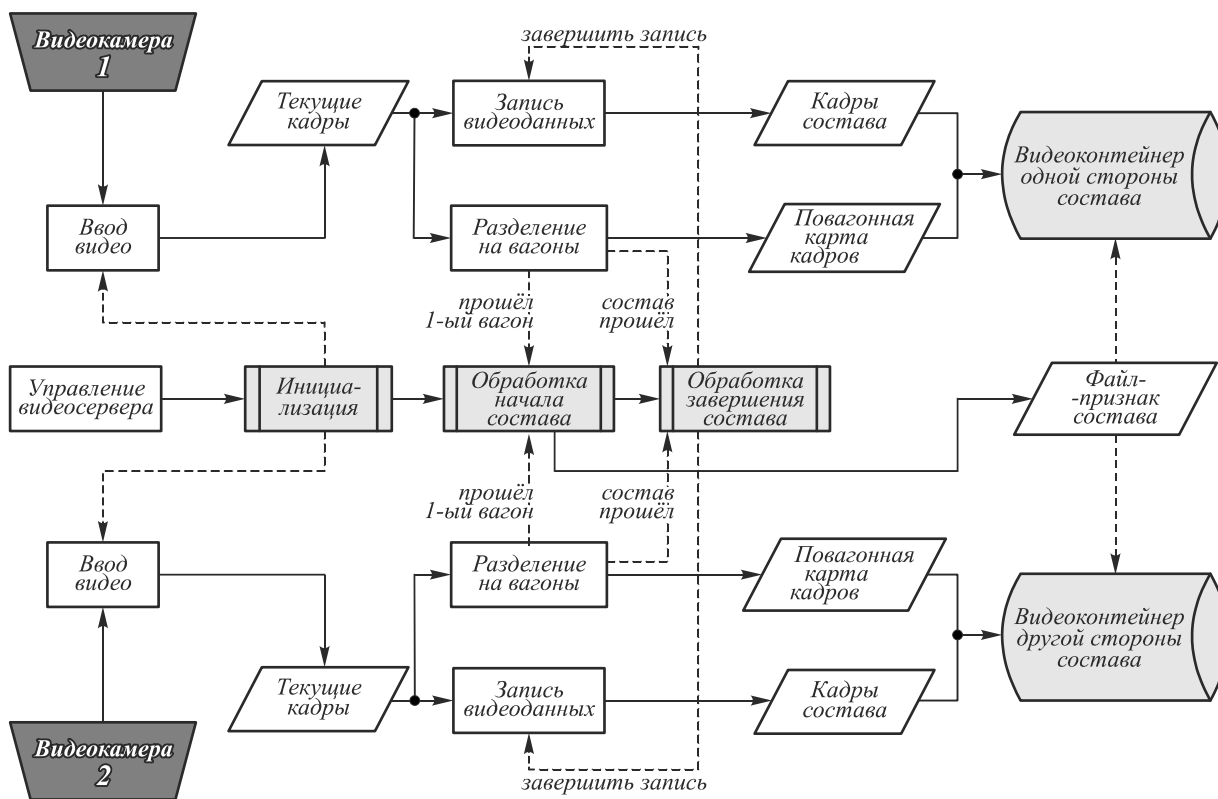 завершить запись
Видеокамера
1
Текущие
кадры
Запись
видеоданных
Кадры
состава
Видеоконтейнер
одной стороны
состава
Ввод
видео
Разделение
на вагоны
Повагонная
карта
кадров
прошёл
1-ый вагон
состав
прошёл
Управление
видеосервера
Инициа-
лизация
Обработка
начала
состава
Обработка
завершения
состава
Файл-
-признак
состава
прошёл
1-ый вагон
состав
прошёл
Ввод
видео
Разделение
на вагоны
Повагонная
карта
кадров
Видеоконтейнер
другой стороны
состава
Текущие
кадры
Запись
видеоданных
Кадры
состава
Видеокамера
2
завершить запись